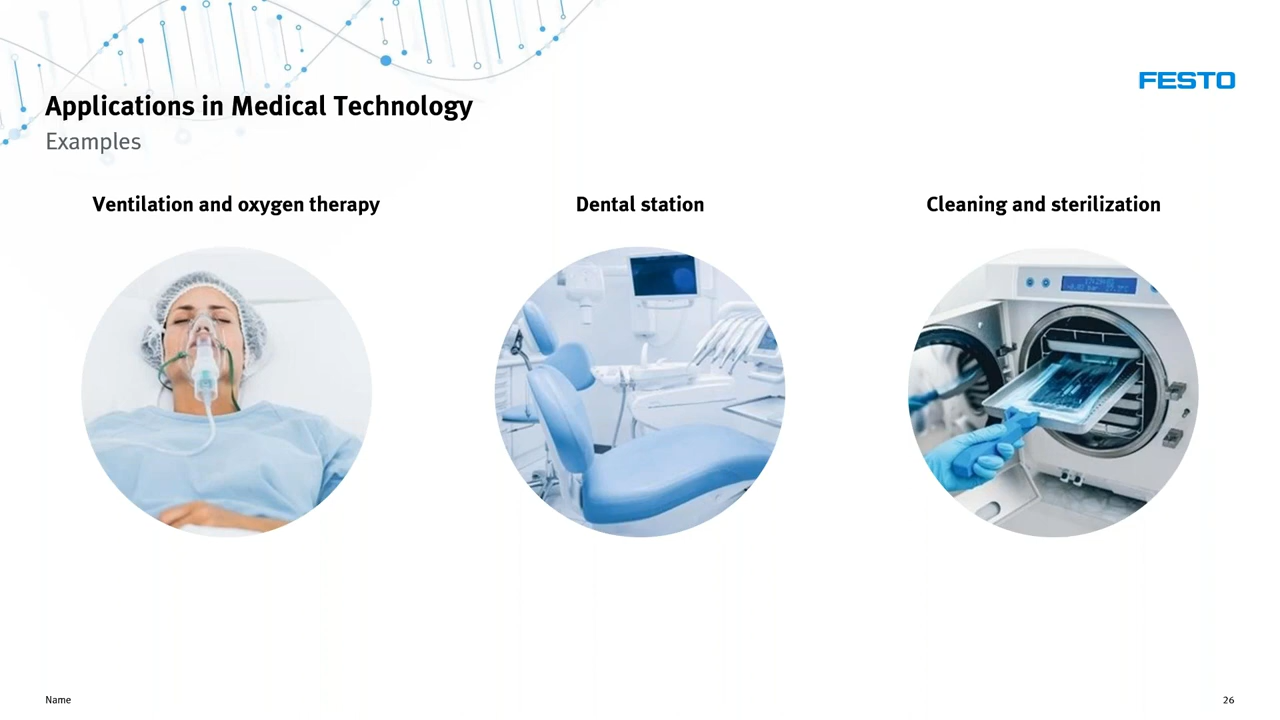 FESTO
Applications in Medical Technology
Examples
Ventilation and oxygen therapy
Dental station
Cleaning and sterilization
Name
26